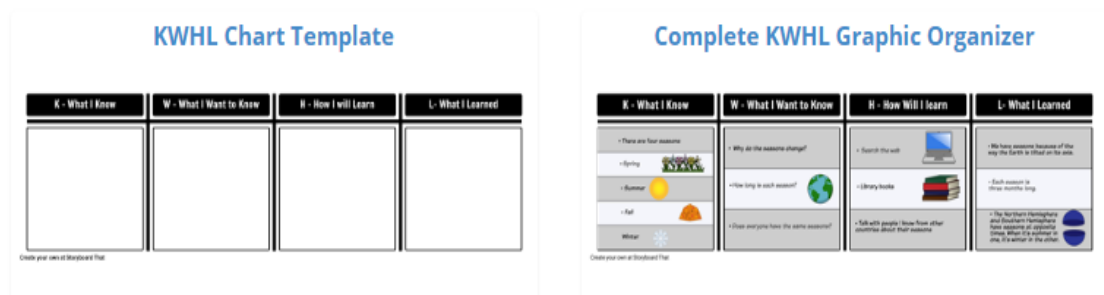 KWHL Chart Template
K - What I Know
W - What I Want to Know
H - How I will Learn
L- What I Learned
Create your own at Storyboard That
Complete KWHL Graphic Organizer
K - What I Know
W - What I Want to Know
H - How Will I learn
L- What I Learned
• There are four seasons
• Spring
• Summer
• Fall
Winter
• Why do the seasons change?
• How long is each season?
• Does everyone have the same seasons?
• Search the web
• Library books
• Talk with people I know from other
countries about their seasons
• We have seasons because of the
way the Earth is tilted on its axis.
• Each season is
three months long.
• The Northern Hemisphere
and Southern Hemisphere
have seasons at opposite
times. When it's summer in
one, it's winter in the other.
Create your own at Storyboard That